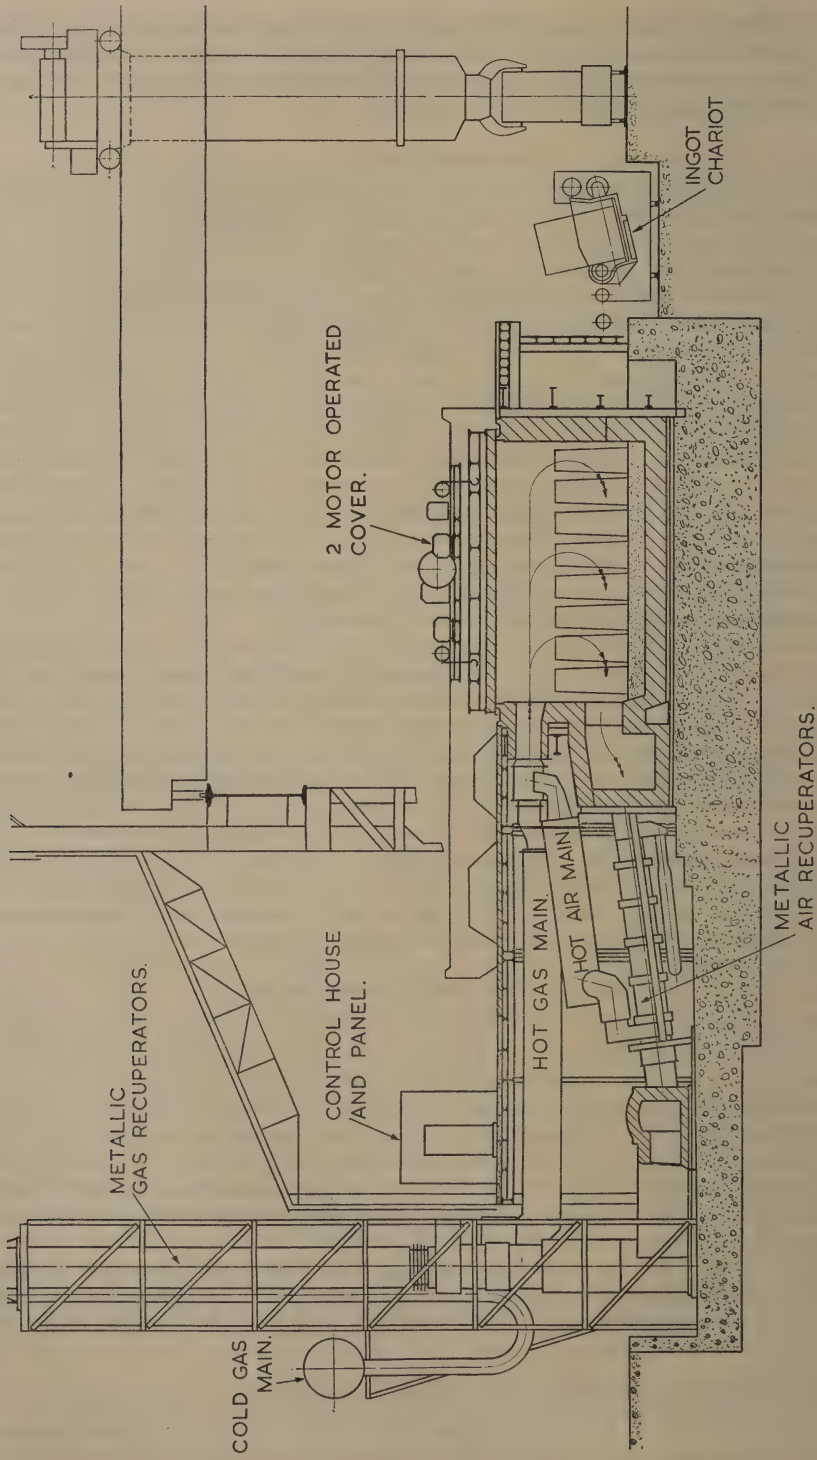 COLD GAS
MAIN.
METALLIC
GAS RECUPERATORS.
CONTROL HOUSE
AND PANEL.
2 MOTOR OPERATED
COVER.
INGOT
CHARIOT
HOT GAS MAIN.
HOT AIR MAIN
METALLIC
AIR RECUPERATORS.